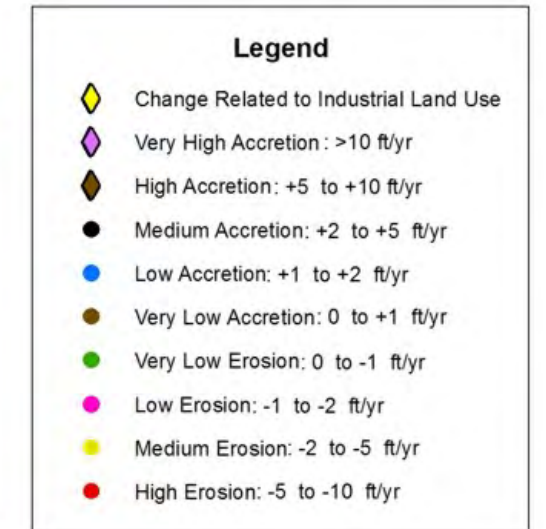 Legend
Change Related to Industrial Land Use
Very High Accretion: >10 ft/yr
High Accretion: +5 to +10 ft/yr
Medium Accretion: +2 to +5 ft/yr
Low Accretion: +1 to +2 ft/yr
Very Low Accretion: 0 to +1 ft/yr
Very Low Erosion: 0 to -1 ft/yr
Low Erosion: -1 to -2 ft/yr
Medium Erosion: -2 to -5 ft/yr
High Erosion: -5 to -10 ft/yr